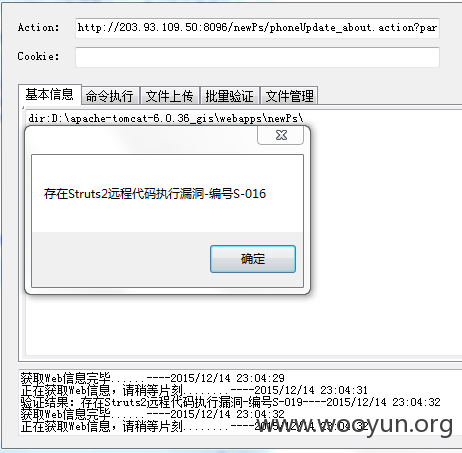 Action: http://203.93.109.50:8096/newPs/phoneUpdate_about.action?par
Cookie:
基本信息 命令执行 文件上传 批量验证 文件管理
dir:D:\apache-tomcat-6.0.36_gis\webapps\newPs\
存在Struts2远程代码执行漏洞-编号S-016
确定
获取Web信息完毕......----2015/12/14 23:04:29
正在获取Web信息，请稍等片刻........----2015/12/14 23:04:31
验证结果：存在Struts2远程代码执行漏洞-编号S-019----2015/12/14 23:04:32
获取Web信息完毕......----2015/12/14 23:04:32
正在获取Web信息，请稍等片刻........----2015/12/14 23:04:32
www.wooyun.org